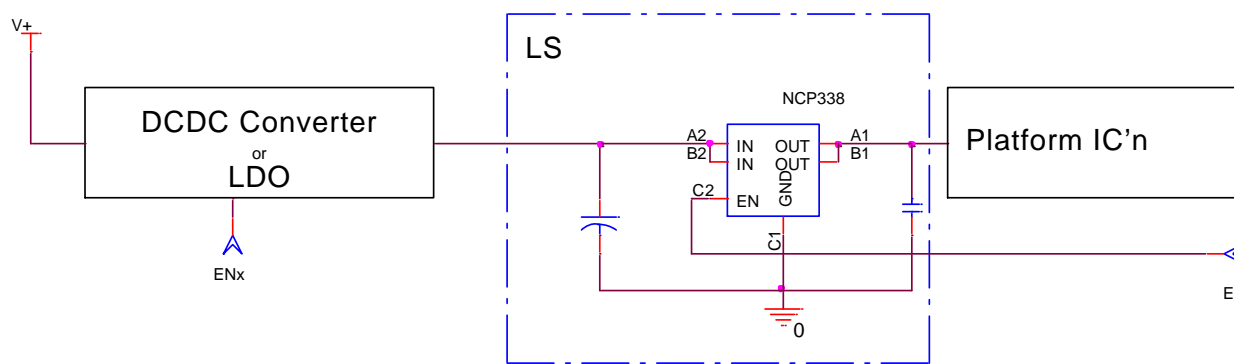 V+
LS
NCP338
DCDC Converter
or
LDO
ENx
A2
B2
C2
IN
IN
EN
OUT
OUT
GND
A1
B1
C1
0
Platform IC'n
E